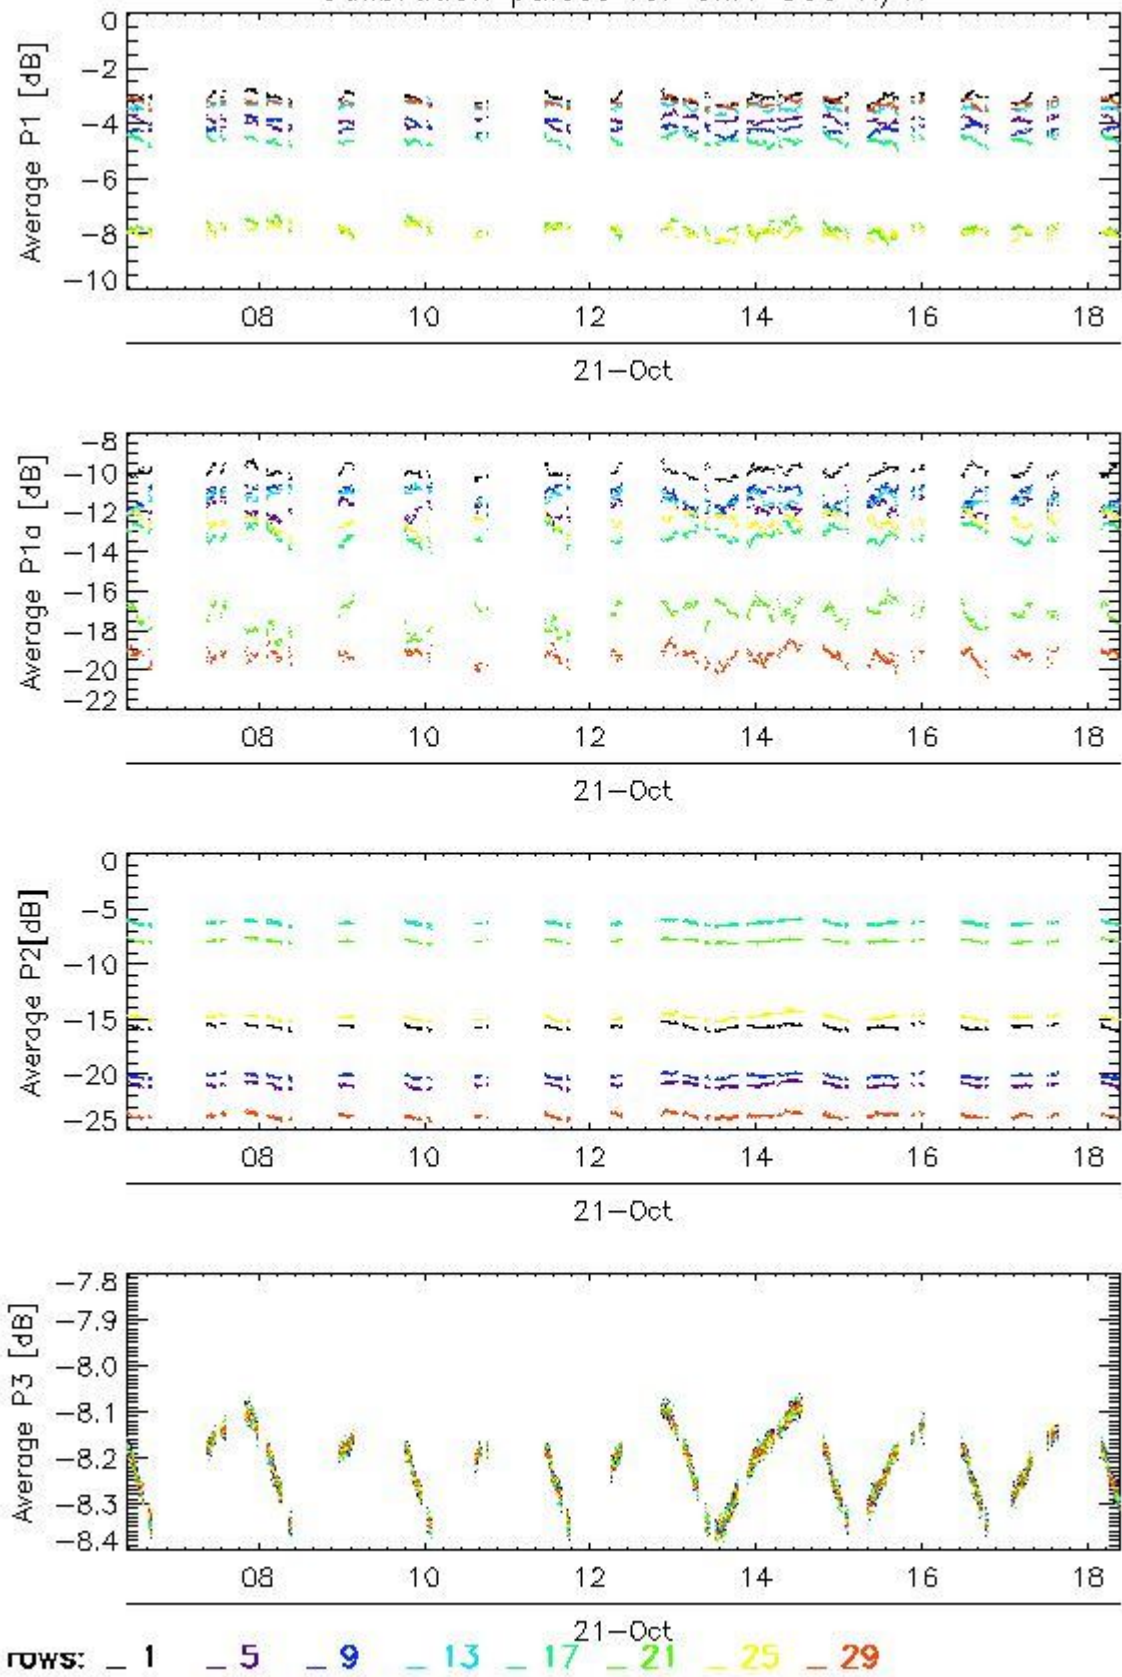 Average P1 [dB]
0
−2
−4
−6
−8
−10
08 10 12 14 16 18
21−Oct
Average P1a [dB]
−8
−10
−12
−14
−16
−18
−20
−22
08 10 12 14 16 18
21−Oct
Average P2[dB]
0
−5
−10
−15
−20
−25
08 10 12 14 16 18
21−Oct
Average P3 [dB]
−7.8
−7.9
−8.0
−8.1
−8.2
−8.3
−8.4
08 10 12 14 16 18
21−Oct
rows: _ 1 _ 5 _ 9 _ 13 _ 17 _ 21 _ 25 _ 29